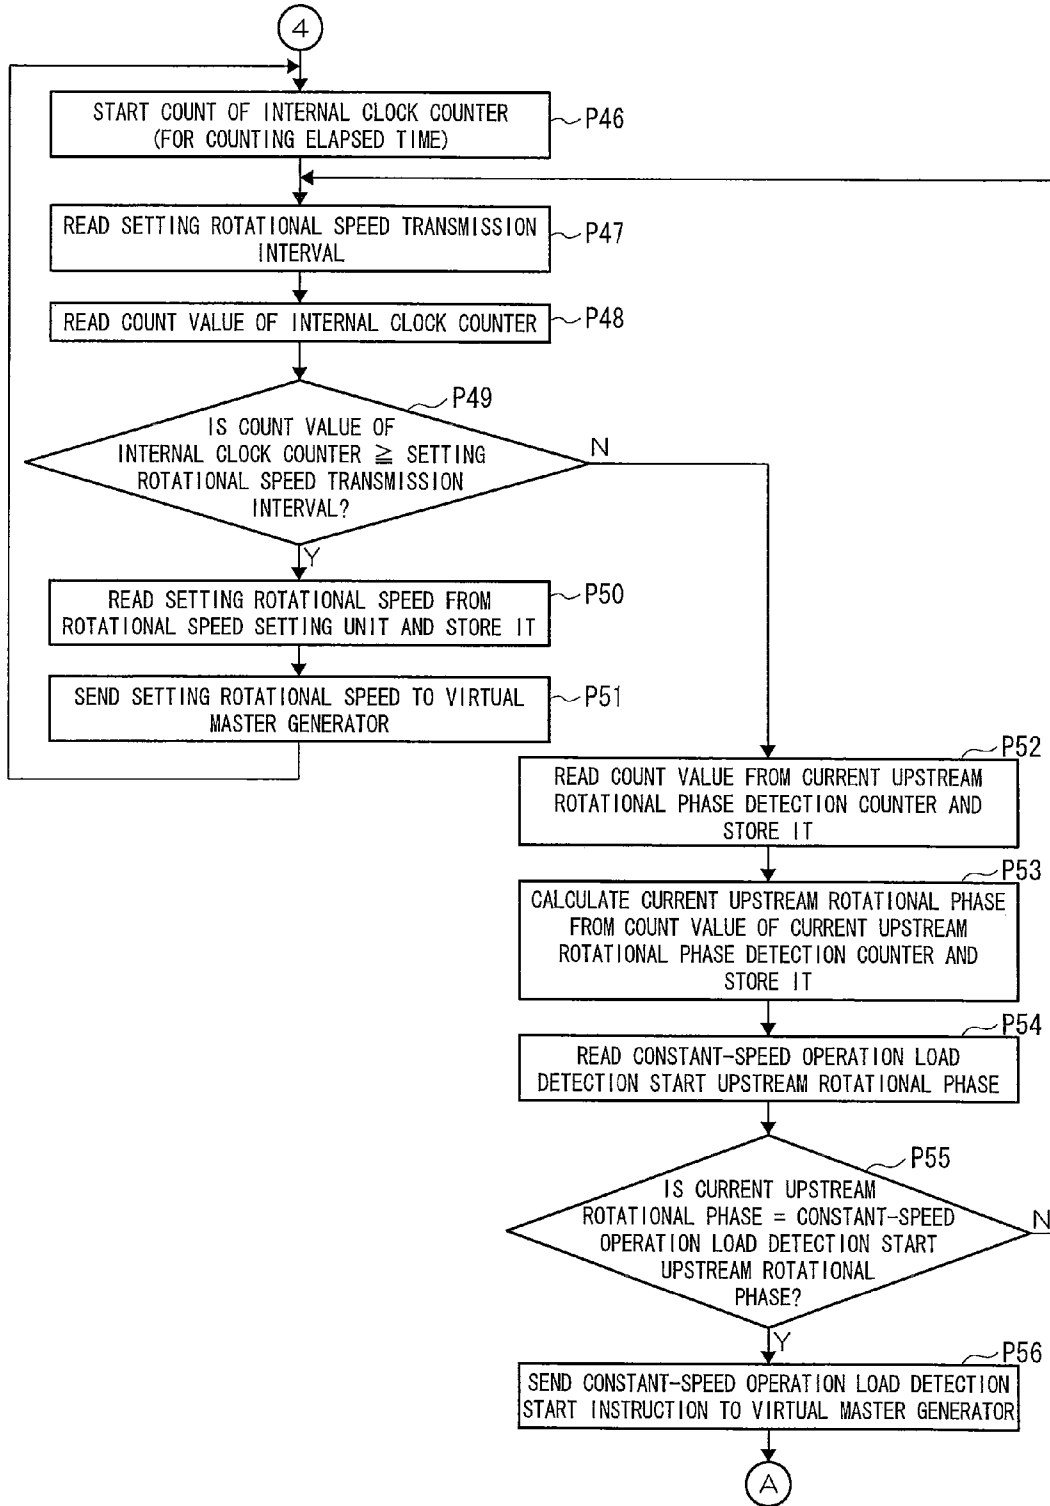 4
START COUNT OF INTERNAL CLOCK COUNTER
(FOR COUNTING ELAPSED TIME)
P46
READ SETTING ROTATIONAL SPEED TRANSMISSION
INTERVAL
P47
READ COUNT VALUE OF INTERNAL CLOCK COUNTER
P48
P49
IS COUNT VALUE OF
INTERNAL CLOCK COUNTER ≧ SETTING
ROTATIONAL SPEED TRANSMISSION
INTERVAL?
N
Y
READ SETTING ROTATIONAL SPEED FROM
ROTATIONAL SPEED SETTING UNIT AND STORE IT
P50
SEND SETTING ROTATIONAL SPEED TO VIRTUAL
MASTER GENERATOR
P51
P52
READ COUNT VALUE FROM CURRENT UPSTREAM
ROTATIONAL PHASE DETECTION COUNTER AND
STORE IT
P53
CALCULATE CURRENT UPSTREAM ROTATIONAL PHASE
FROM COUNT VALUE OF CURRENT UPSTREAM
ROTATIONAL PHASE DETECTION COUNTER AND
STORE IT
P54
READ CONSTANT-SPEED OPERATION LOAD
DETECTION START UPSTREAM ROTATIONAL PHASE
P55
IS CURRENT UPSTREAM
ROTATIONAL PHASE = CONSTANT-SPEED
OPERATION LOAD DETECTION START
UPSTREAM ROTATIONAL
PHASE?
N
Y
P56
SEND CONSTANT-SPEED OPERATION LOAD DETECTION
START INSTRUCTION TO VIRTUAL MASTER GENERATOR
A